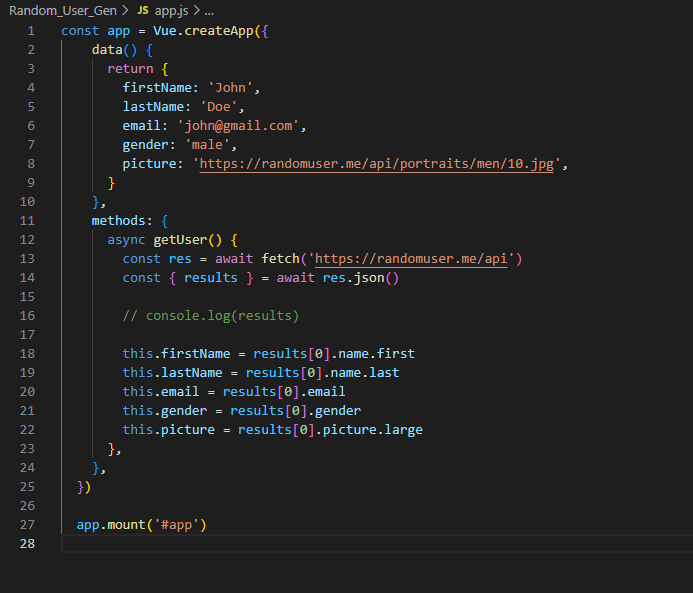 Random_User_Gen > JS app.js > ...
1 const app = Vue.createApp({
2 data() {
3 return {
4 firstName: 'John',
5 lastName: 'Doe',
6 email: 'john@gmail.com',
7 gender: 'male',
8 picture: 'https://randomuser.me/api/portraits/men/10.jpg',
9 }
10 },
11 methods: {
12 async getUser() {
13 const res = await fetch('https://randomuser.me/api')
14 const { results } = await res.json()
15
16 // console.log(results)
17
18 this.firstName = results[0].name.first
19 this.lastName = results[0].name.last
20 this.email = results[0].email
21 this.gender = results[0].gender
22 this.picture = results[0].picture.large
23 },
24 },
25 })
26
27 app.mount('#app')
28